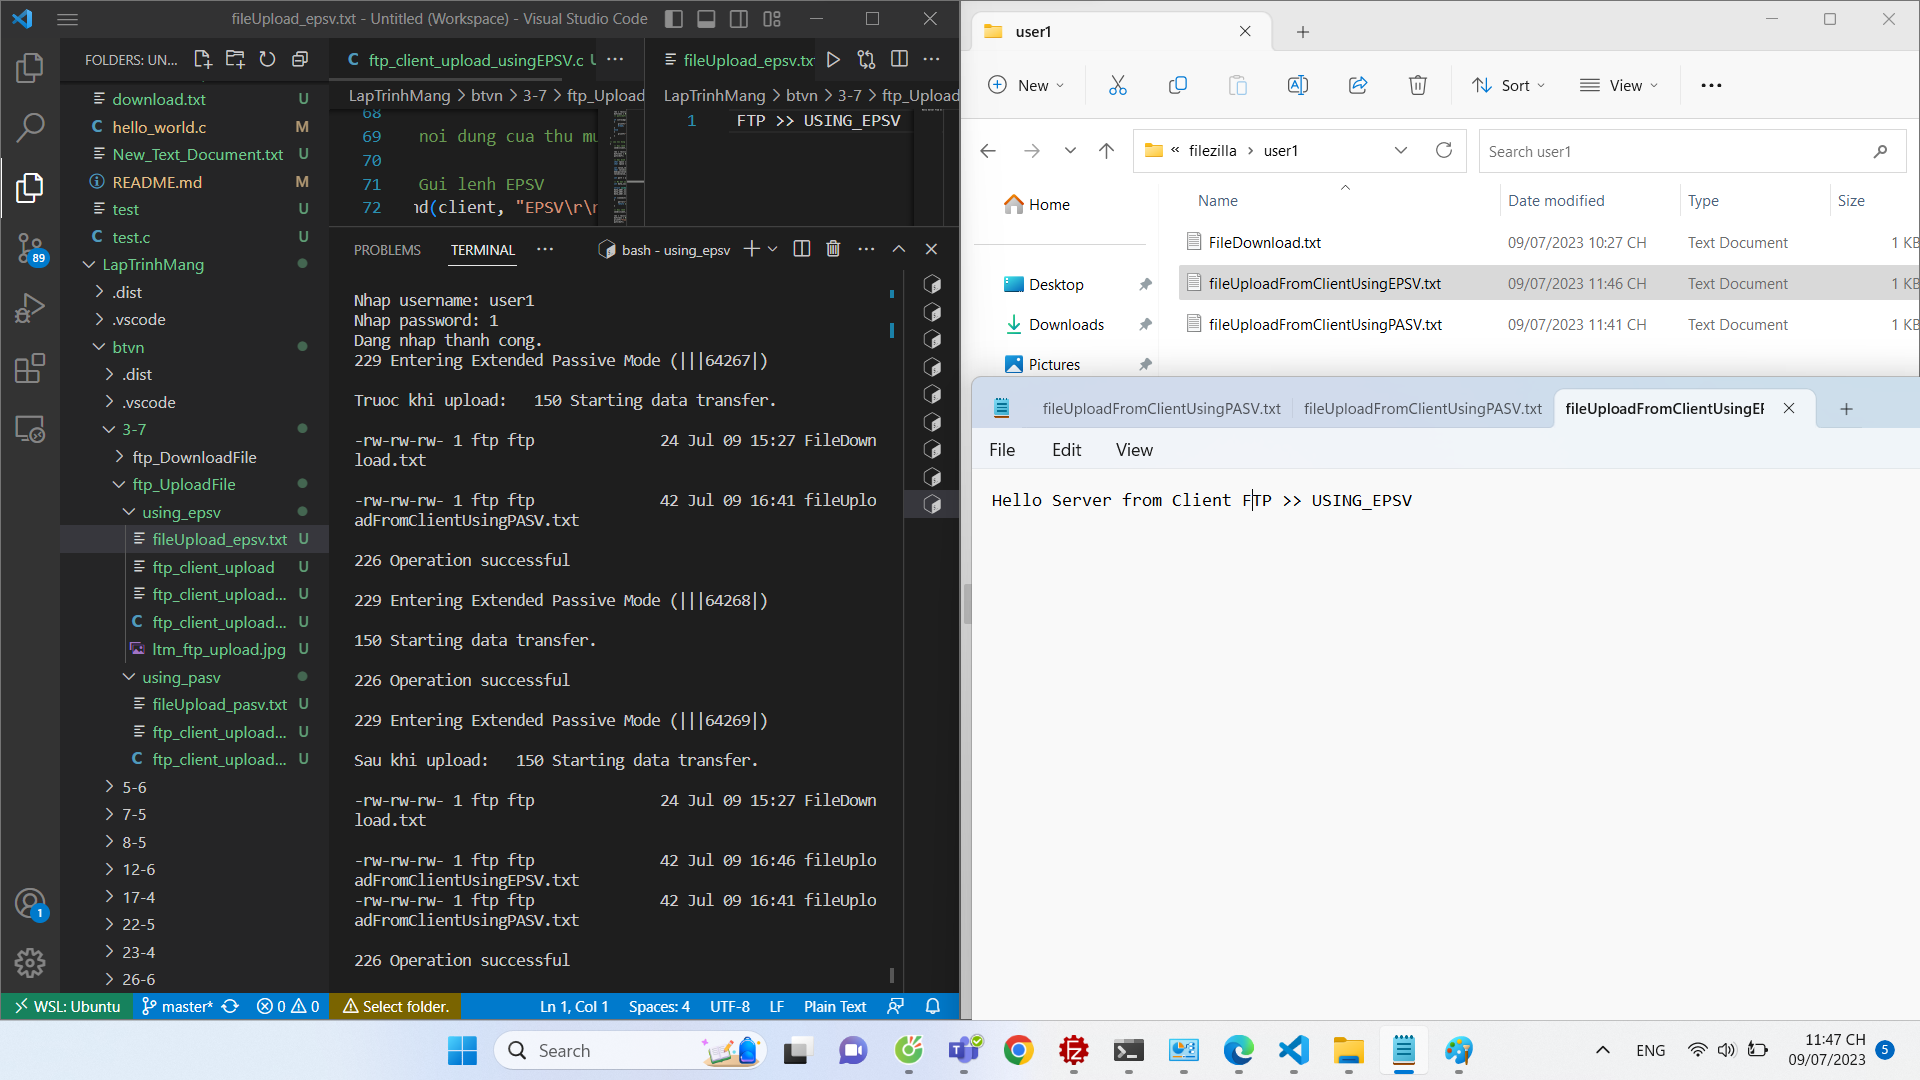 fileUpload_epsv.txt - Untitled (Workspace) - Visual Studio Code
FOLDERS: UN...
download.txt U
hello_world.c M
New_Text_Document.txt U
README.md M
test U
test.c U
LapTrinhMang
.dist
.vscode
btvn
.dist
.vscode
3-7
ftp_DownloadFile
ftp_UploadFile
using_epsv
fileUpload_epsv.txt U
ftp_client_upload U
ftp_client_upload... U
ftp_client_upload... U
ltm_ftp_upload.jpg U
using_pasv
fileUpload_pasv.txt U
ftp_client_upload... U
ftp_client_upload... U
5-6
7-5
8-5
12-6
17-4
22-5
23-4
26-6
89
1
ftp_client_upload_usingEPSV.c U
LapTrinhMang > btvn > 3-7 > ftp_Upload
68
69 noi dung cua thu mu
70
71 Gui lenh EPSV
72 nd(client, "EPSV\r\n
fileUpload_epsv.tx
LapTrinhMang > btvn > 3-7 > ftp_Upload
1 FTP >> USING_EPSV
PROBLEMS TERMINAL ... bash - using_epsv
Nhap username: user1
Nhap password: 1
Dang nhap thanh cong.
229 Entering Extended Passive Mode (|||64267|)
Truoc khi upload: 150 Starting data transfer.
-rw-rw-rw- 1 ftp ftp 24 Jul 09 15:27 FileDown
load.txt
-rw-rw-rw- 1 ftp ftp 42 Jul 09 16:41 fileUplo
adFromClientUsingPASV.txt
226 Operation successful
229 Entering Extended Passive Mode (|||64268|)
150 Starting data transfer.
226 Operation successful
229 Entering Extended Passive Mode (|||64269|)
Sau khi upload: 150 Starting data transfer.
-rw-rw-rw- 1 ftp ftp 24 Jul 09 15:27 FileDown
load.txt
-rw-rw-rw- 1 ftp ftp 42 Jul 09 16:46 fileUplo
adFromClientUsingEPSV.txt
-rw-rw-rw- 1 ftp ftp 42 Jul 09 16:41 fileUplo
adFromClientUsingPASV.txt
226 Operation successful
WSL: Ubuntu master* 0 0 Select folder. Ln 1, Col 1 Spaces: 4 UTF-8 LF Plain Text
user1
New Sort View
« filezilla > user1
Search user1
Home
Desktop
Downloads
Pictures
Name Date modified Type Size
FileDownload.txt 09/07/2023 10:27 CH Text Document 1 KB
fileUploadFromClientUsingEPSV.txt 09/07/2023 11:46 CH Text Document 1 KB
fileUploadFromClientUsingPASV.txt 09/07/2023 11:41 CH Text Document 1 KB
fileUploadFromClientUsingPASV.txt fileUploadFromClientUsingPASV.txt fileUploadFromClientUsingEF
File Edit View
Hello Server from Client FTP >> USING_EPSV
Search
ENG
11:47 CH
09/07/2023
5